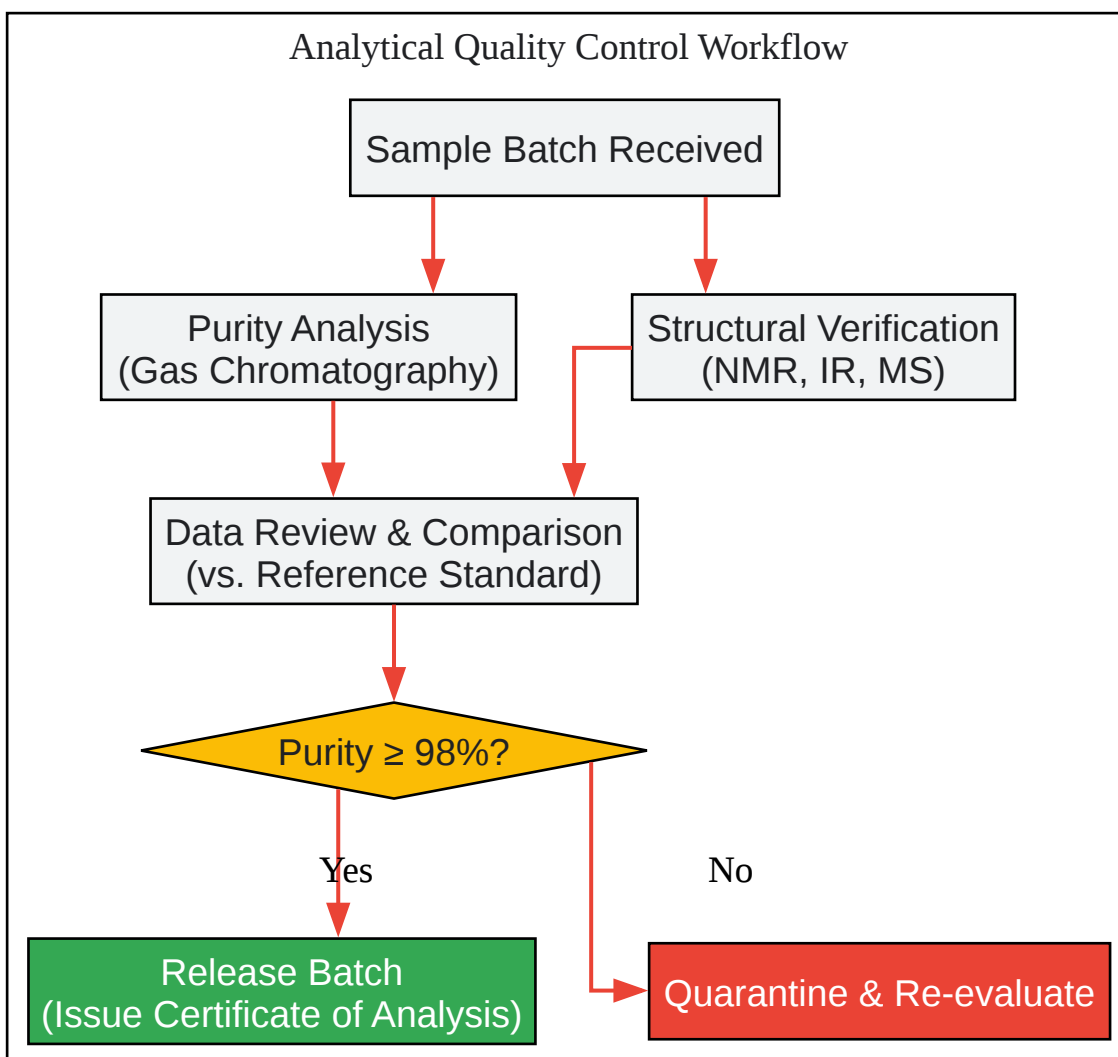 Analytical Quality Control Workflow
Sample Batch Received
Purity Analysis
(Gas Chromatography)
Structural Verification
(NMR, IR, MS)
Data Review & Comparison
(vs. Reference Standard)
Purity ≥ 98%?
Yes
No
Release Batch
(Issue Certificate of Analysis)
Quarantine & Re-evaluate